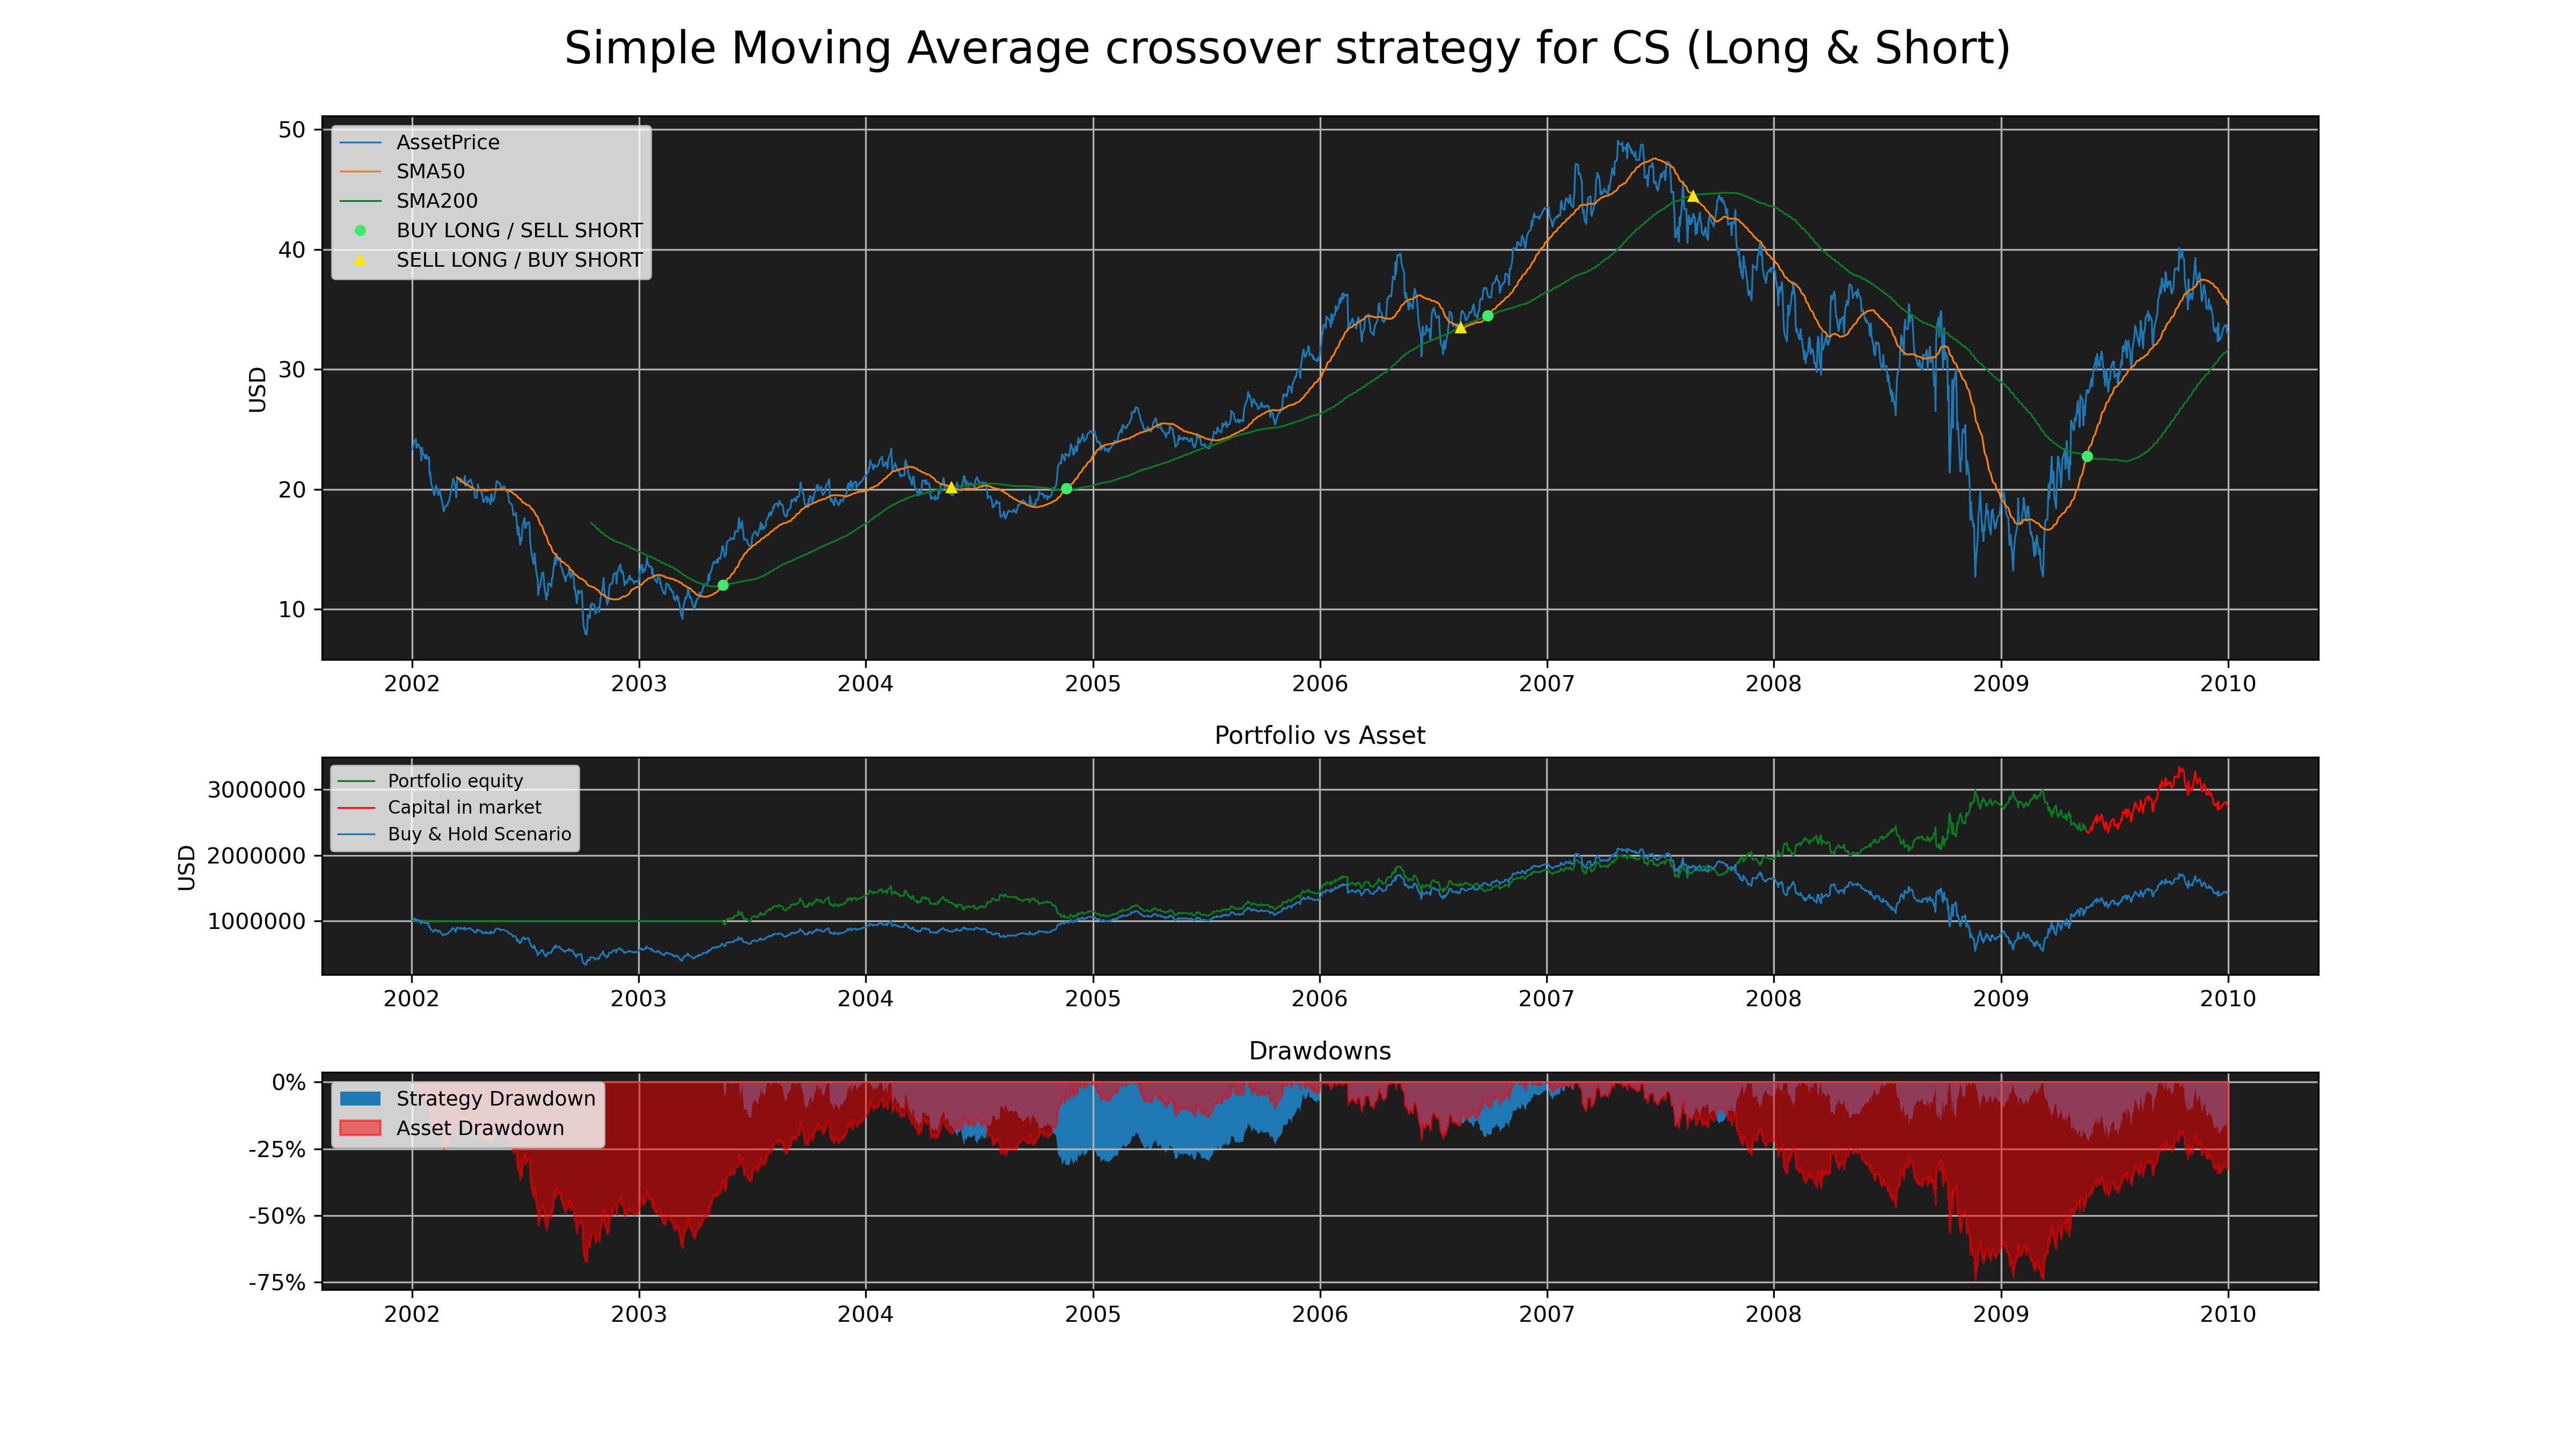 Simple Moving Average crossover strategy for CS (Long & Short)
50
40
30
20
10
USD
AssetPrice
SMA50
SMA200
BUY LONG / SELL SHORT
SELL LONG / BUY SHORT
2002 2003 2004 2005 2006 2007 2008 2009 2010
Portfolio vs Asset
3000000
2000000
1000000
USD
Portfolio equity
Capital in market
Buy & Hold Scenario
2002 2003 2004 2005 2006 2007 2008 2009 2010
Drawdowns
0%
-25%
-50%
-75%
Strategy Drawdown
Asset Drawdown
2002 2003 2004 2005 2006 2007 2008 2009 2010